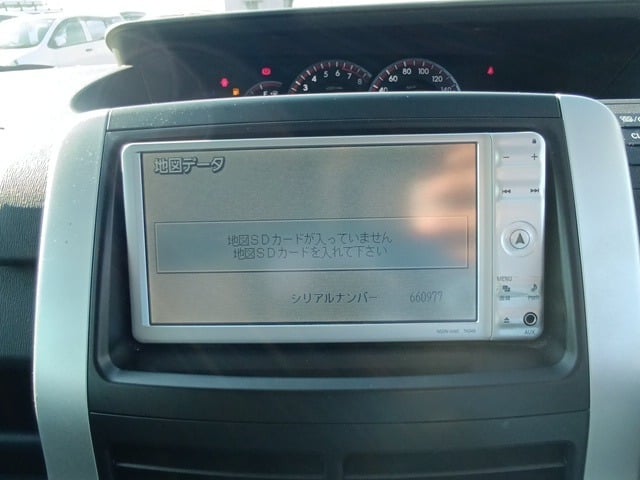 地図データ
地図SDカードが入っていません
地図SDカードを入れて下さい
シリアルナンバー 660977
MENU
AUX